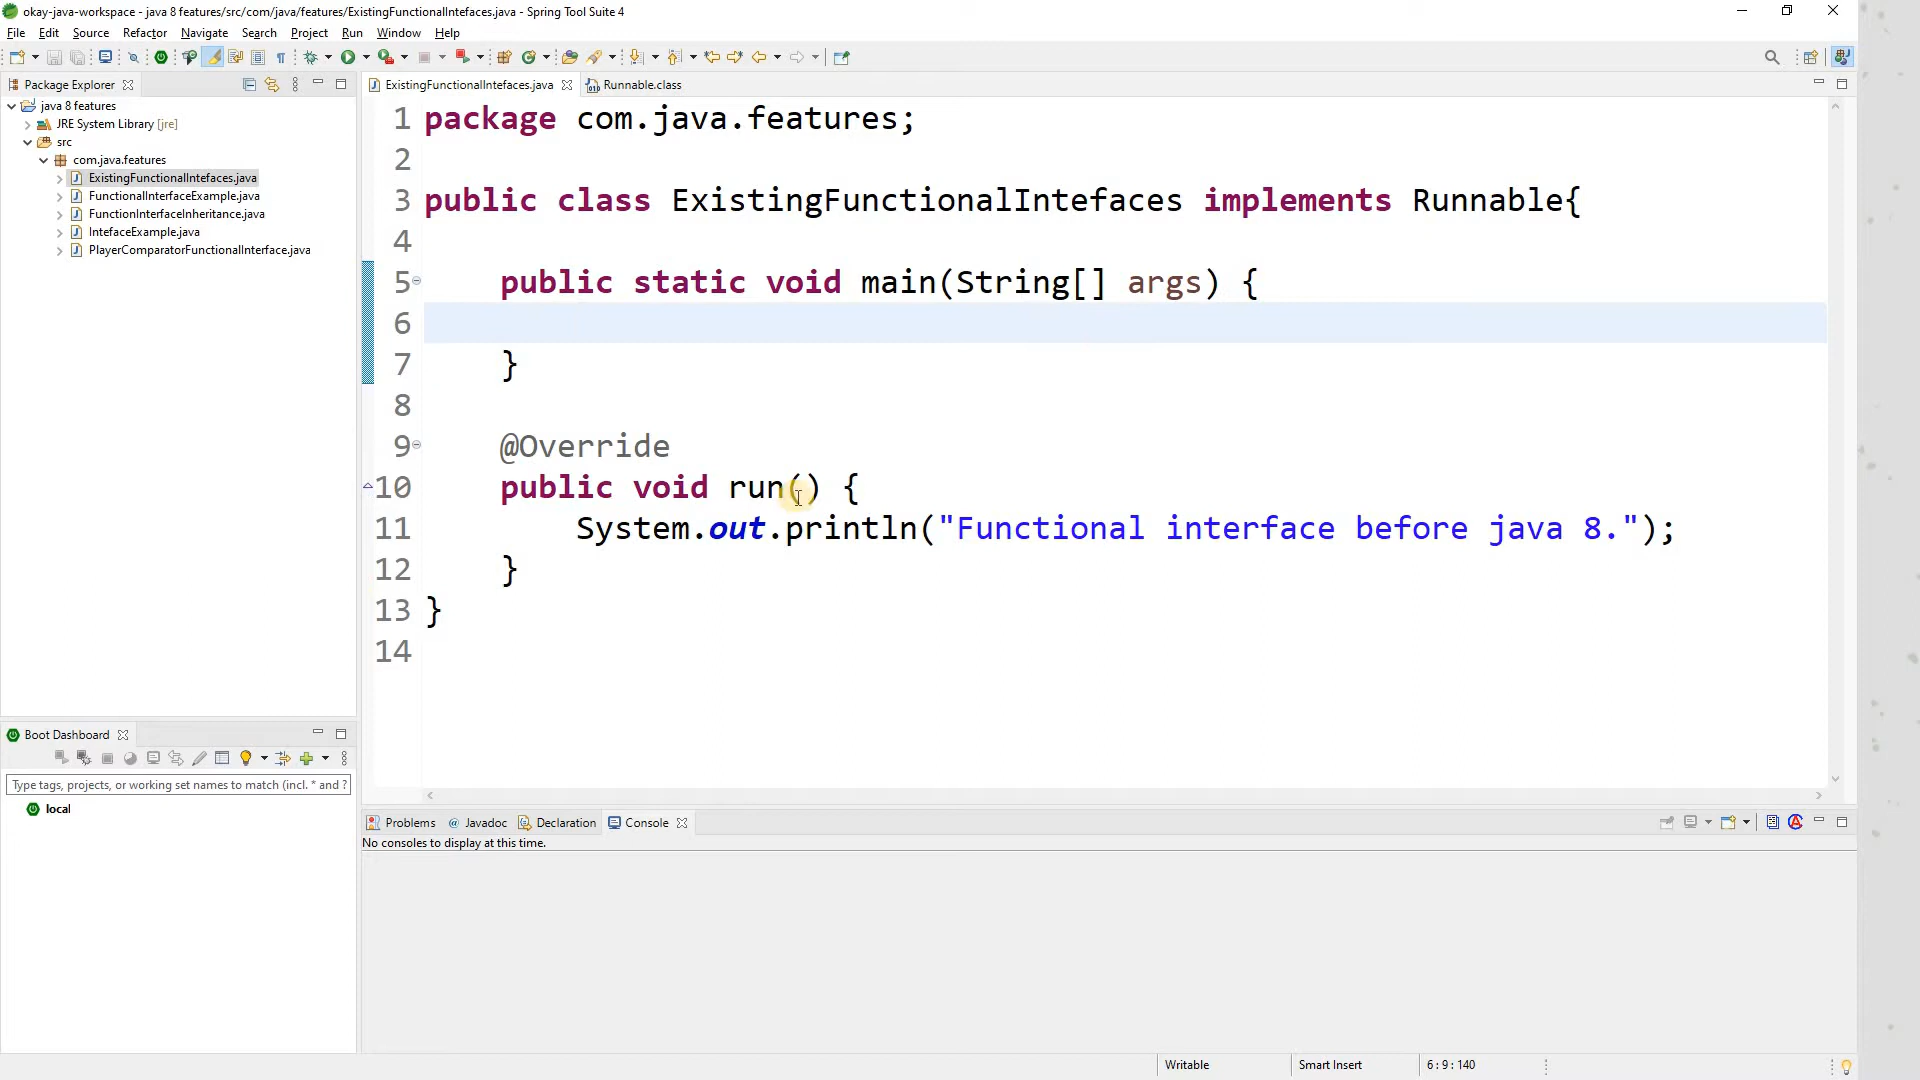 okay-java-workspace - java 8 features/src/com/java/features/ExistingFunctionalIntefaces.java - Spring Tool Suite 4
File Edit Source Refactor Navigate Search Project Run Window Help
Package Explorer
java 8 features
JRE System Library [jre]
src
com.java.features
ExistingFunctionalIntefaces.java
FunctionalInterfaceExample.java
FunctionInterfaceInheritance.java
IntefaceExample.java
PlayerComparatorFunctionalInterface.java
ExistingFunctionalIntefaces.java Runnable.class
1 package com.java.features;
2
3 public class ExistingFunctionalIntefaces implements Runnable{
4
5 public static void main(String[] args) {
6
7 }
8
9 @Override
10 public void run() {
11 System.out.println("Functional interface before java 8.");
12 }
13 }
14
Boot Dashboard
Type tags, projects, or working set names to match (incl. * and ?
local
Problems @ Javadoc Declaration Console
No consoles to display at this time.
Writable Smart Insert 6 : 9 : 140